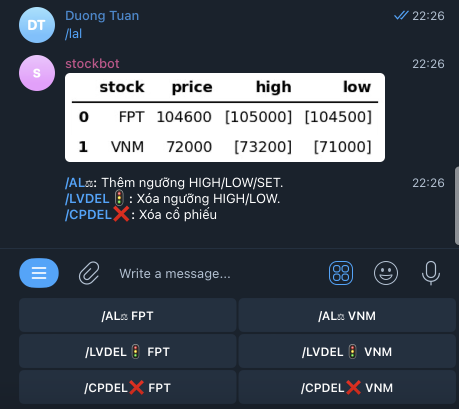 DT
Duong Tuan
22:26
/lal
S
stockbot
22:26
stock price high low
0 FPT 104600 [105000] [104500]
1 VNM 72000 [73200] [71000]
/AL⚖: Thêm ngưỡng HIGH/LOW/SET.
22:26
/LVDEL🚦: Xóa ngưỡng HIGH/LOW.
/CPDEL❌: Xóa cổ phiếu
Write a message...
/AL⚖ FPT
/AL⚖ VNM
/LVDEL🚦 FPT
/LVDEL🚦 VNM
/CPDEL❌ FPT
/CPDEL❌ VNM